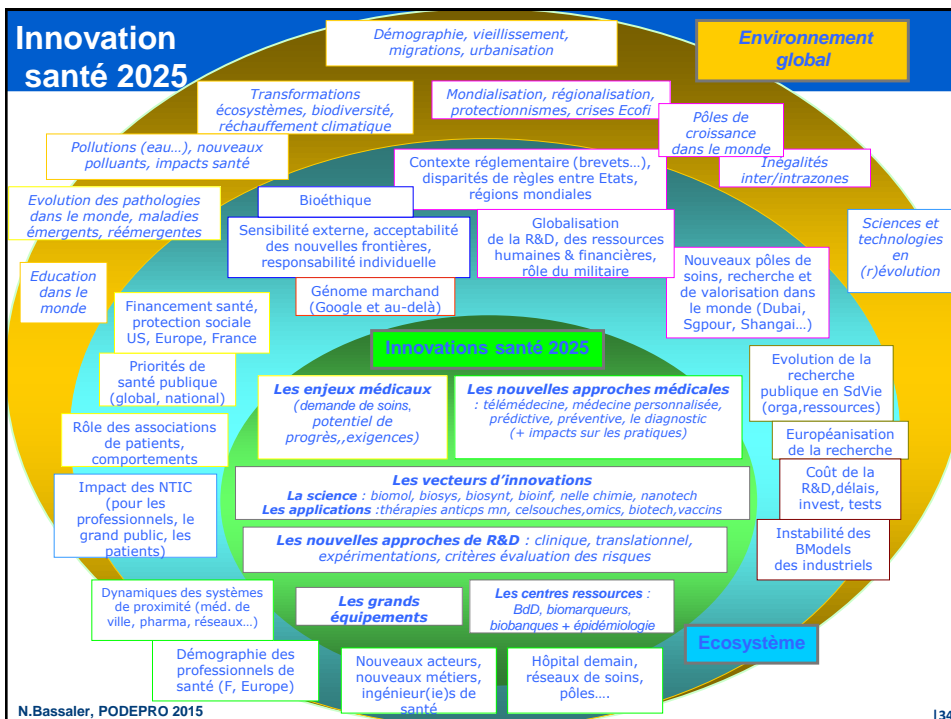 Innovation
santé 2025
Démographie, vieillissement,
migrations, urbanisation
Environnement
global
Transformations
écosystèmes, biodiversité,
réchauffement climatique
Mondialisation, régionalisation,
protectionnismes, crises Ecofi
Pôles de
croissance
dans le monde
Pollutions (eau…), nouveaux
polluants, impacts santé
Contexte réglementaire (brevets…),
disparités de règles entre Etats,
régions mondiales
Inégalités
inter/intrazones
Evolution des pathologies
dans le monde, maladies
émergents, réémergentes
Bioéthique
Sensibilité externe, acceptabilité
des nouvelles frontières,
responsabilité individuelle
Globalisation
de la R&D, des ressources
humaines & financières,
rôle du militaire
Sciences et
technologies
en
(r)évolution
Education
dans le
monde
Génome marchand
(Google et au-delà)
Nouveaux pôles de
soins, recherche et
de valorisation dans
le monde (Dubai,
Sgpour, Shangai…)
Financement santé,
protection sociale
US, Europe, France
Innovations santé 2025
Priorités de
santé publique
(global, national)
Les enjeux médicaux
(demande de soins,
potentiel de
progrès,,exigences)
Les nouvelles approches médicales
: télémédecine, médecine personnalisée,
prédictive, préventive, le diagnostic
(+ impacts sur les pratiques)
Evolution de la
recherche
publique en SdVie
(orga,ressources)
Rôle des associations
de patients,
comportements
Européanisation
de la recherche
Les vecteurs d'innovations
La science : biomol, biosys, biosynt, bioinf, nelle chimie, nanotech
Les applications :thérapies anticps mn, celsouches,omics, biotech,vaccins
Impact des NTIC
(pour les
professionnels, le
grand public, les
patients)
Coût de la
R&D,délais,
invest, tests
Les nouvelles approches de R&D : clinique, translationnel,
expérimentations, critères évaluation des risques
Instabilité des
BModels
des industriels
Dynamiques des systèmes
de proximité (méd. de
ville, pharma, réseaux…)
Les grands
équipements
Les centres ressources :
BdD, biomarqueurs,
biobanques + épidémiologie
Ecosystème
Démographie des
professionnels de
santé (F, Europe)
Nouveaux acteurs,
nouveaux métiers,
ingénieur(ie)s de
santé
Hôpital demain,
réseaux de soins,
pôles….
N.Bassaler, PODEPRO 2015
|34